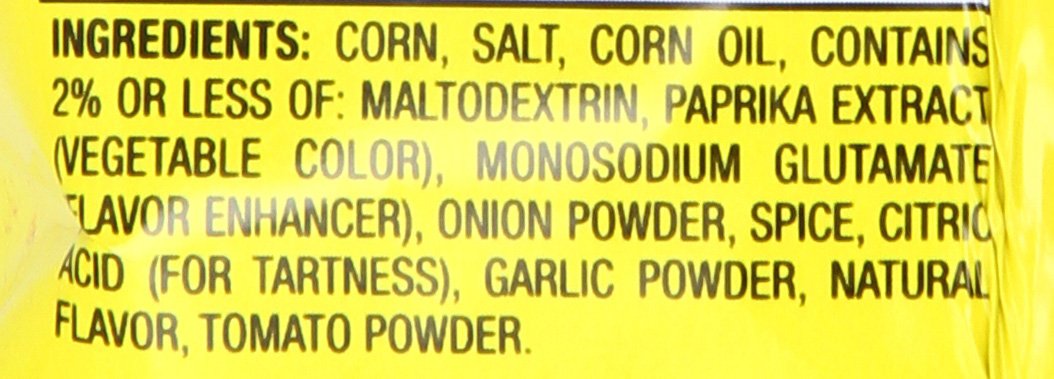 INGREDIENTS: CORN, SALT, CORN OIL, CONTAINS
2% OR LESS OF: MALTODEXTRIN, PAPRIKA EXTRACT
(VEGETABLE COLOR), MONOSODIUM GLUTAMATE
FLAVOR ENHANCER), ONION POWDER, SPICE, CITRIC
ACID (FOR TARTNESS), GARLIC POWDER, NATURAL
FLAVOR, TOMATO POWDER.